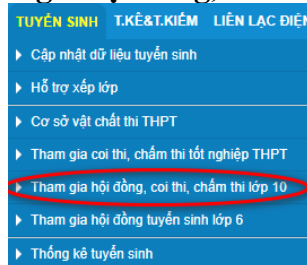 TUYỂN SINH T.KÊ&T.KIỂM LIÊN LẠC ĐIỆN
Cập nhật dữ liệu tuyển sinh
Hỗ trợ xếp lớp
Cơ sở vật chất thi THPT
Tham gia coi thi, chấm thi tốt nghiệp THPT
Tham gia hội đồng, coi thi, chấm thi lớp 10
Tham gia hội đồng tuyển sinh lớp 6
Thống kê tuyển sinh